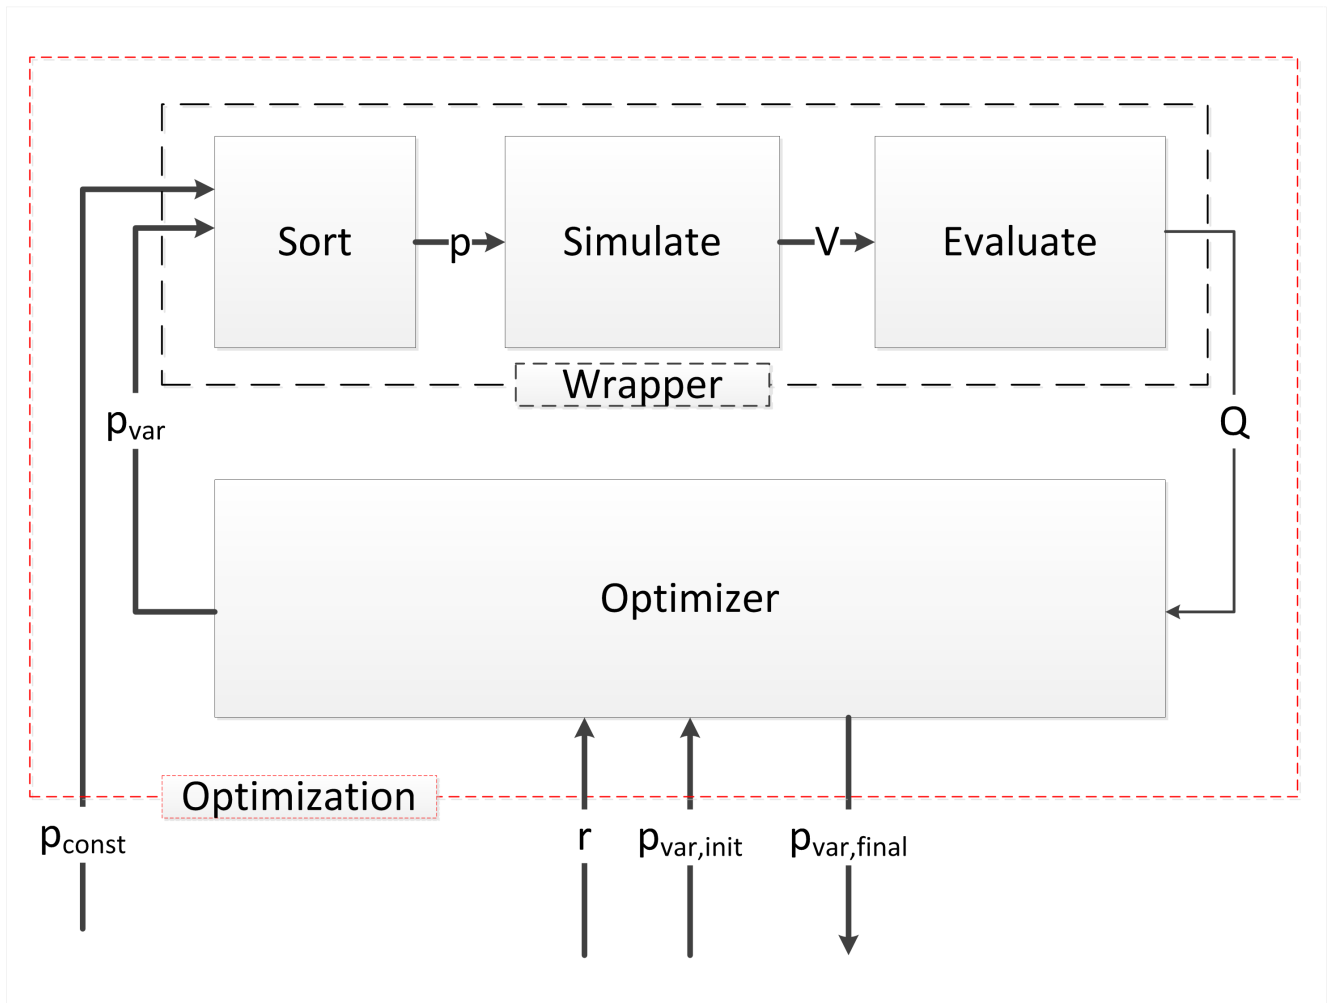 Sort
p
Simulate
V
Evaluate
Wrapper
pvar
Q
Optimizer
Optimization
pconst
r
pvar,init
pvar,final